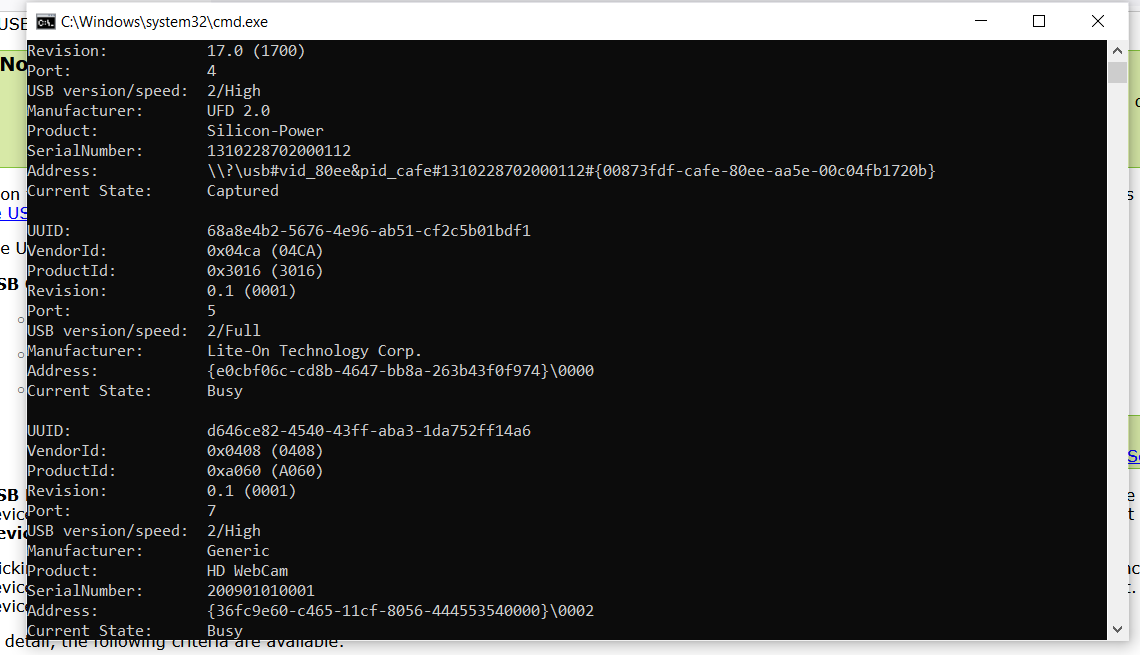 C:\Windows\system32\cmd.exe
Revision: 17.0 (1700)
Port: 4
USB version/speed: 2/High
Manufacturer: UFD 2.0
Product: Silicon-Power
SerialNumber: 1310228702000112
Address: \\?\usb#vid_80ee&pid_cafe#1310228702000112#{00873fdf-cafe-80ee-aa5e-00c04fb1720b}
Current State: Captured
UUID: 68a8e4b2-5676-4e96-ab51-cf2c5b01bdf1
VendorId: 0x04ca (04CA)
ProductId: 0x3016 (3016)
Revision: 0.1 (0001)
Port: 5
USB version/speed: 2/Full
Manufacturer: Lite-On Technology Corp.
Address: {e0cbf06c-cd8b-4647-bb8a-263b43f0f974}\0000
Current State: Busy
UUID: d646ce82-4540-43ff-aba3-1da752ff14a6
VendorId: 0x0408 (0408)
ProductId: 0xa060 (A060)
Revision: 0.1 (0001)
Port: 7
USB version/speed: 2/High
Manufacturer: Generic
Product: HD WebCam
SerialNumber: 200901010001
Address: {36fc9e60-c465-11cf-8056-444553540000}\0002
Current State: Busy
detail, the following criteria are available: